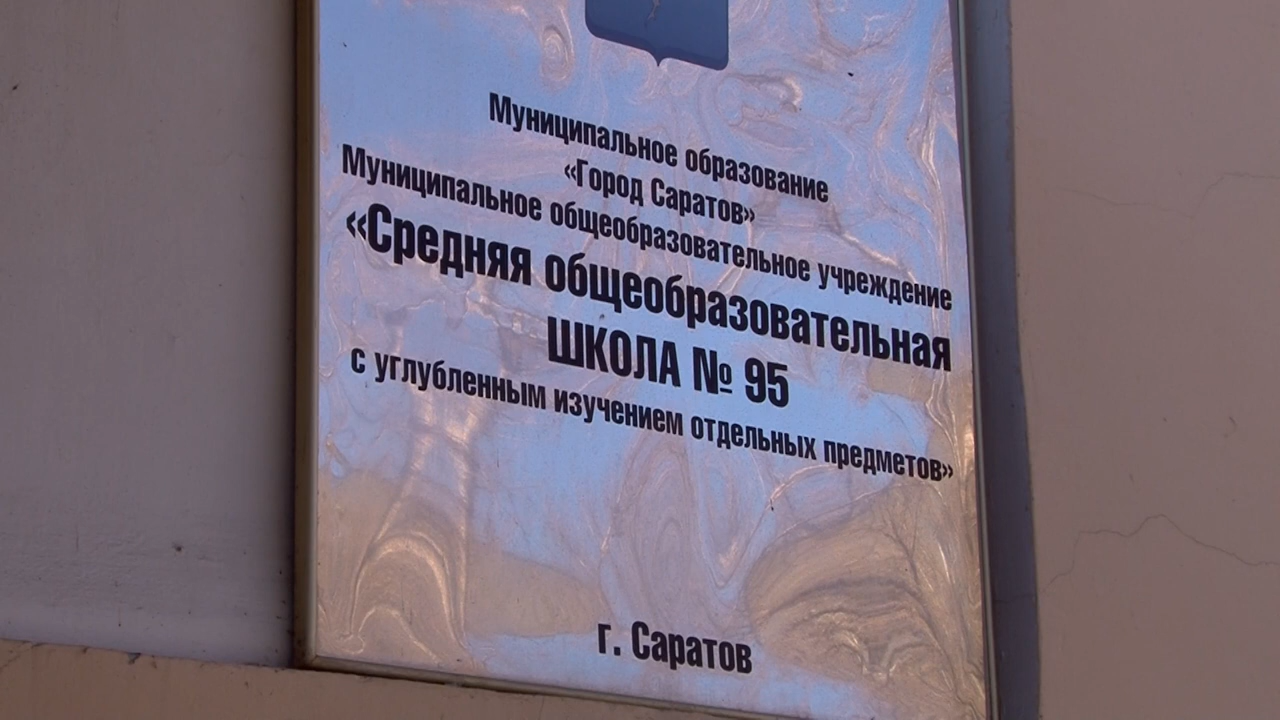 Муниципальное образование
«Город Саратов»
Муниципальное общеобразовательное учреждение
«Средняя общеобразовательная
ШКОЛА № 95
с углубленным изучением отдельных предметов»
г. Саратов